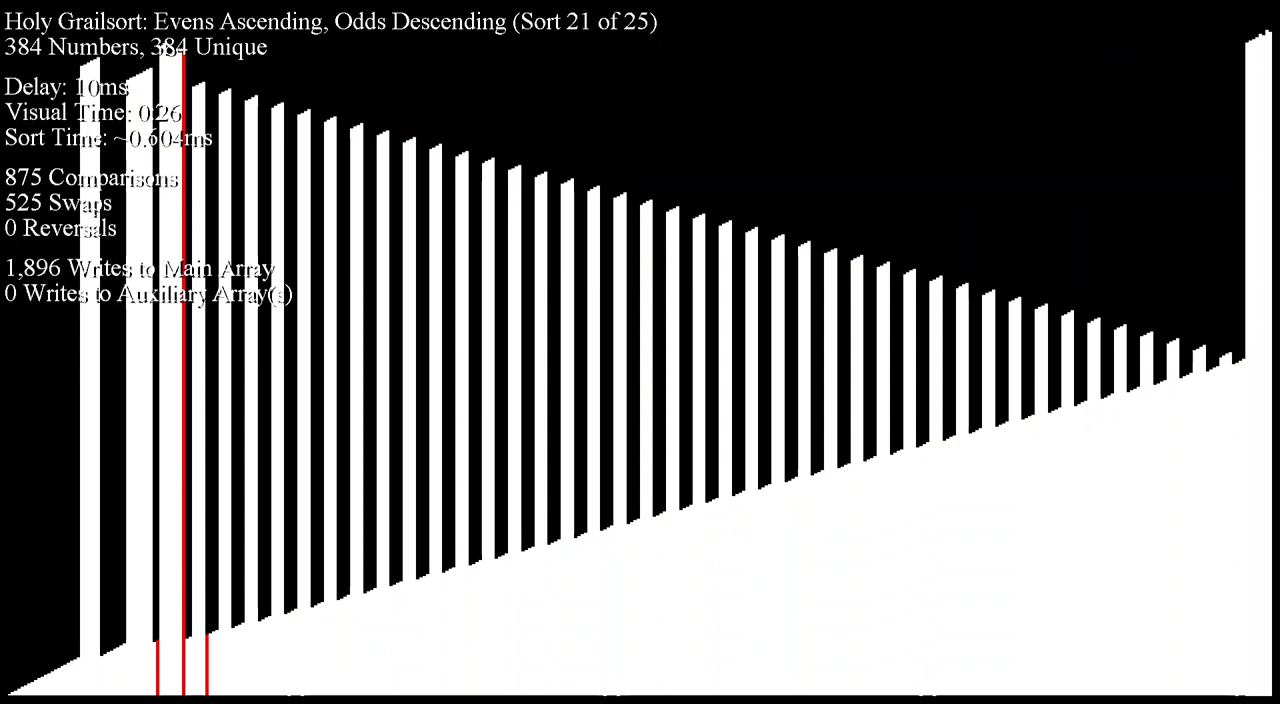 Holy Grailsort: Evens Ascending, Odds Descending (Sort 21 of 25)
384 Numbers, 384 Unique
Delay: 10ms
Visual Time: 0.26
Sort Time: ~0.604ms
875 Comparisons
525 Swaps
0 Reversals
1,896 Writes to Main Array
0 Writes to Auxiliary Array(s)